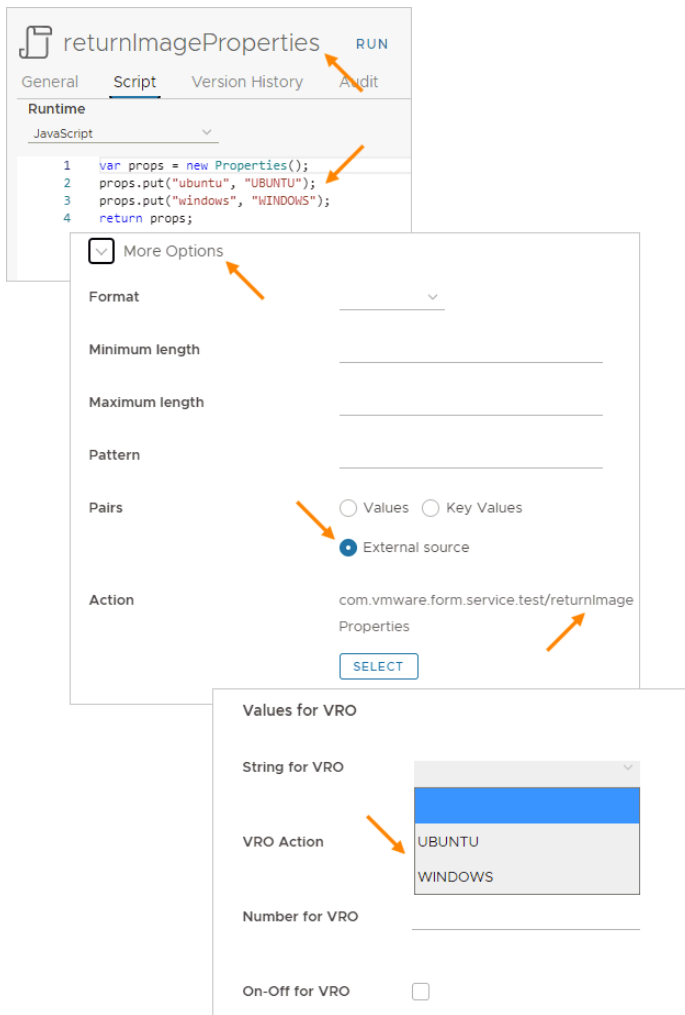 returnImageProperties RUN
General Script Version History Audit
Runtime
JavaScript
1 var props = new Properties();
2 props.put("ubuntu", "UBUNTU");
3 props.put("windows", "WINDOWS");
4 return props;
More Options
Format
Minimum length
Maximum length
Pattern
Pairs Values Key Values
External source
Action com.vmware.form.service.test/returnImage
Properties
SELECT
Values for VRO
String for VRO
VRO Action UBUNTU
WINDOWS
Number for VRO
On-Off for VRO